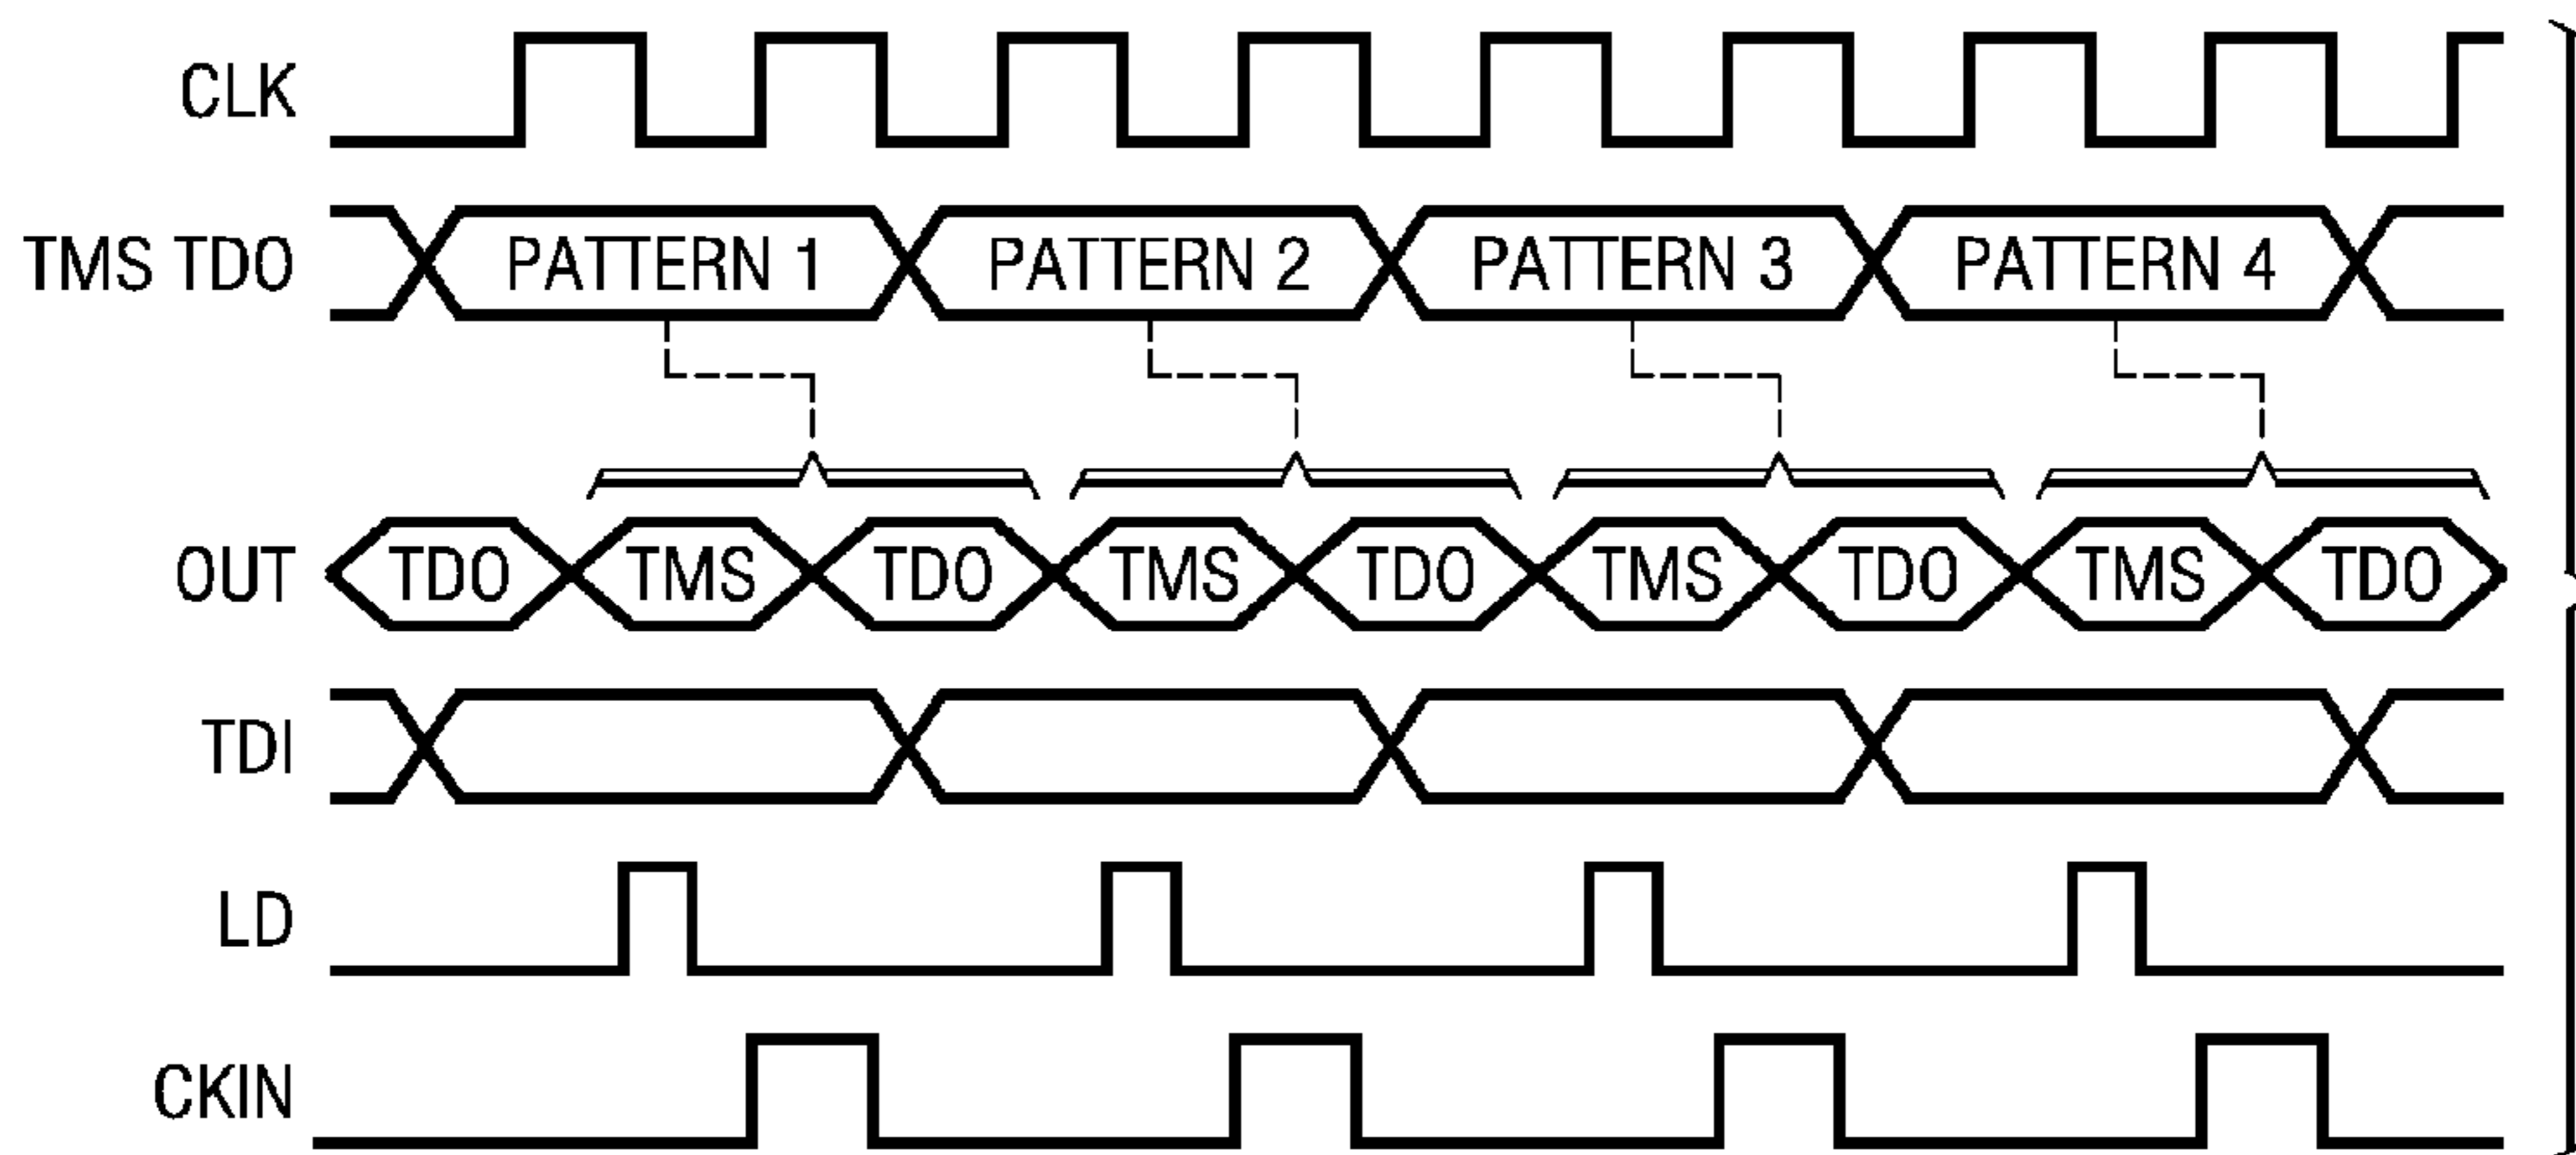 CLK
TMS TDO PATTERN 1 PATTERN 2 PATTERN 3 PATTERN 4
OUT TDO TMS TDO TMS TDO TMS TDO TMS TDO
TDI
LD
CKIN